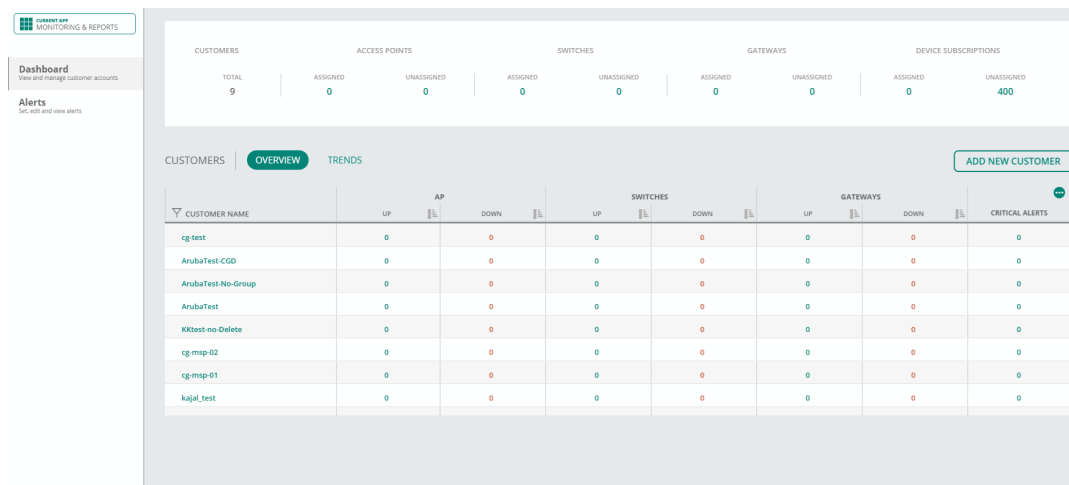 CURRENT APP
MONITORING & REPORTS
Dashboard
View and manage customer accounts
Alerts
Set, edit and view alerts
CUSTOMERS ACCESS POINTS SWITCHES GATEWAYS DEVICE SUBSCRIPTIONS
TOTAL ASSIGNED UNASSIGNED ASSIGNED UNASSIGNED ASSIGNED UNASSIGNED ASSIGNED UNASSIGNED
9 0 0 0 0 0 0 0 400
CUSTOMERS OVERVIEW TRENDS ADD NEW CUSTOMER
AP SWITCHES GATEWAYS
CUSTOMER NAME UP DOWN UP DOWN UP DOWN CRITICAL ALERTS
cg-test 0 0 0 0 0 0 0
ArubaTest-CGD 0 0 0 0 0 0 0
ArubaTest-No-Group 0 0 0 0 0 0 0
ArubaTest 0 0 0 0 0 0 0
KKtest-no-Delete 0 0 0 0 0 0 0
cg-msp-02 0 0 0 0 0 0 0
cg-msp-01 0 0 0 0 0 0 0
kajal_test 0 0 0 0 0 0 0